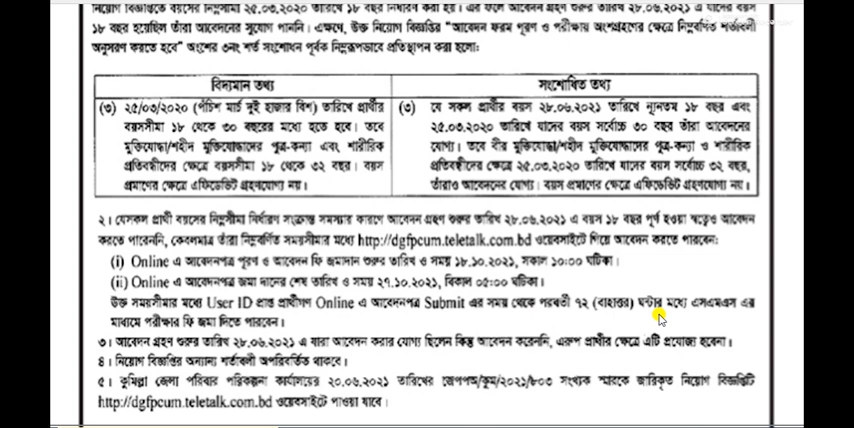 নিয়োগ বিজ্ঞপ্তিতে বয়সের নিম্নসীমা ২৫.০৩.২০২০ তারিখে ১৮ বছর নির্ধারণ করা হয়। এর ফলে আবেদন গ্রহণ শুরুর তারিখ ২৮.০৬.২০২১ এ যাদের বয়স
১৮ বছর হয়েছিল তাঁরা আবেদনের সুযোগ পাননি। এক্ষণে, উক্ত নিয়োগ বিজ্ঞপ্তির “আবেদন ফরম পূরণ ও পরীক্ষায় অংশগ্রহণের ক্ষেত্রে নিম্নবর্ণিত শর্তাবলী
অনুসরণ করতে হবে” অংশের ৩নং শর্ত সংশোধন পূর্বক নিম্নরূপভাবে প্রতিস্থাপন করা হলো:
বিদ্যমান তথ্য
(৩) ২৫/০৩/২০২০ (পঁচিশ মার্চ দুই হাজার বিশ) তারিখে প্রার্থীর
বয়সসীমা ১৮ থেকে ৩০ বছরের মধ্যে হতে হবে। তবে
মুক্তিযোদ্ধা/শহীদ মুক্তিযোদ্ধাদের পুত্র-কন্যা এবং শারীরিক
প্রতিবন্ধীদের ক্ষেত্রে বয়সসীমা ১৮ থেকে ৩২ বছর। বয়স
প্রমাণের ক্ষেত্রে এফিডেভিট গ্রহণযোগ্য নয়।
সংশোধিত তথ্য
(৩) যে সকল প্রার্থীর বয়স ২৮.০৬.২০২১ তারিখে ন্যূনতম ১৮ বছর এবং
২৫.০৩.২০২০ তারিখে যাদের বয়স সর্বোচ্চ ৩০ বছর তাঁরা আবেদনের
যোগ্য। তবে বীর মুক্তিযোদ্ধা/শহীদ মুক্তিযোদ্ধাদের পুত্র-কন্যা ও শারীরিক
প্রতিবন্ধীদের ক্ষেত্রে ২৫.০৩.২০২০ তারিখে যাদের বয়স সর্বোচ্চ ৩২ বছর,
তাঁরাও আবেদনের যোগ্য। বয়স প্রমাণের ক্ষেত্রে এফিডেভিট গ্রহণযোগ্য নয়।
২। যেসকল প্রার্থী বয়সের নিম্নসীমা নির্ধারণ সংক্রান্ত সমস্যার কারণে আবেদন গ্রহণ শুরুর তারিখ ২৮.০৬.২০২১ এ বয়স ১৮ বছর পূর্ণ হওয়া স্বত্বেও আবেদন
করতে পারেননি, কেবলমাত্র তাঁরা নিম্নবর্ণিত সময়সীমার মধ্যে http://dgfpcum.teletalk.com.bd ওয়েবসাইটে গিয়ে আবেদন করতে পারবেন:
(i) Online এ আবেদনপত্র পূরণ ও আবেদন ফি জমাদান শুরুর তারিখ ও সময় ১৮.১০.২০২১, সকাল ১০:০০ ঘটিকা।
(ii) Online এ আবেদনপত্র জমা দানের শেষ তারিখ ও সময় ২৭.১০.২০২১, বিকাল ০৫:০০ ঘটিকা।
উক্ত সময়সীমার মধ্যে User ID প্রাপ্ত প্রার্থীগণ Online এ আবেদনপত্র Submit এর সময় থেকে পরবর্তী ৭২ (বাহাত্তর) ঘন্টার মধ্যে এসএমএস এর
মাধ্যমে পরীক্ষার ফি জমা দিতে পারবেন।
৩। আবেদন গ্রহণ শুরুর তারিখ ২৮.০৬.২০২১ এ যারা আবেদন করার যোগ্য ছিলেন কিন্তু আবেদন করেননি, এরূপ প্রার্থীর ক্ষেত্রে এটি প্রযোজ্য হবেনা।
৪। নিয়োগ বিজ্ঞপ্তির অন্যান্য শর্তাবলী অপরিবর্তিত থাকবে।
৫। কুমিল্লা জেলা পরিবার পরিকল্পনা কার্যালয়ের ২০.০৬.২০২১ তারিখের জেপপঅ/কুম/২০২১/৮০৩ সংখ্যক স্মারকে জারিকৃত নিয়োগ বিজ্ঞপ্তিটি
http://dgfpcum.teletalk.com.bd ওয়েবসাইটে পাওয়া যাবে।